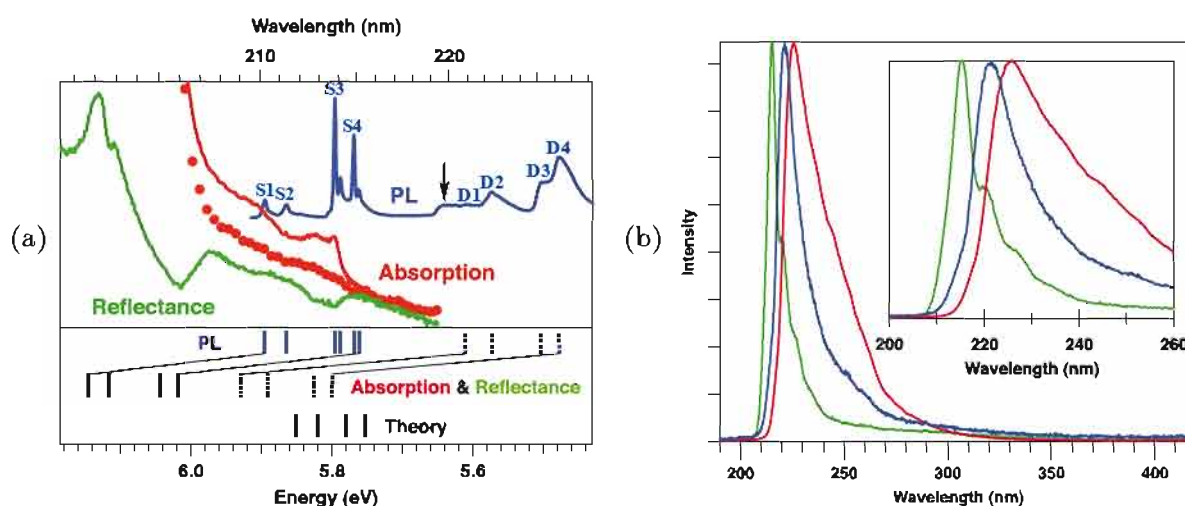 (a)
Wavelength (nm)
210 220
S1 S2 S3 S4 D1 D2 D3 D4
PL
Absorption
Reflectance
PL
Absorption & Reflectance
Theory
6.0 5.8 5.6
Energy (eV)
(b)
Intensity
200 250 300 350 400
Wavelength (nm)
200 220 240 260
Wavelength (nm)